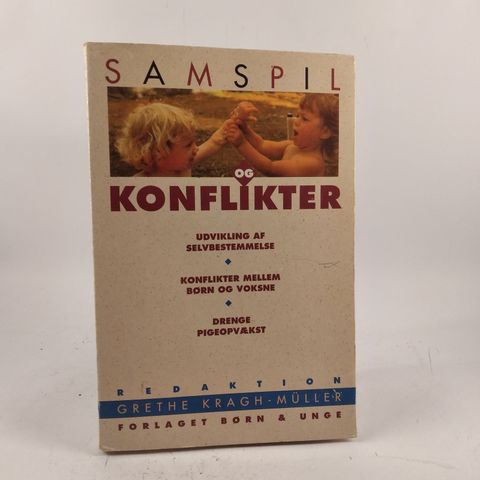 SAMSPIL
OG
KONFLIKTER
UDVIKLING AF
SELVBESTEMMELSE
KONFLIKTER MELLEM
BØRN OG VOKSNE
DRENGE
PIGEOPVÆKST
REDAKTION
GRETHE KRAGH-MÜLLER
FORLAGET BØRN & UNGE